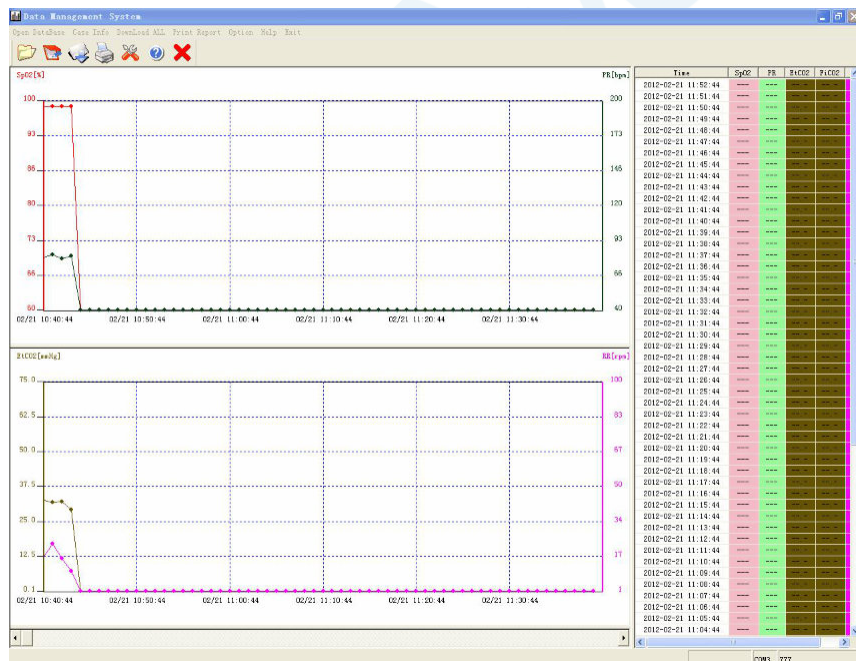 Data Management System
Open DataBase Case Info DownLoad ALL Print Report Option Help Exit
SpO2[%] PR[bpm]
100 200
93 173
86 146
80 120
73 93
66 66
60 40
02/21 10:40:44 02/21 10:50:44 02/21 11:00:44 02/21 11:10:44 02/21 11:20:44 02/21 11:30:44
EtCO2[mmHg] RR[rpm]
75.0 100
62.5 83
50.0 67
37.5 50
25.0 34
12.5 17
0.1 1
02/21 10:40:44 02/21 10:50:44 02/21 11:00:44 02/21 11:10:44 02/21 11:20:44 02/21 11:30:44
Time SpO2 PR EtCO2 FiCO2
2012-02-21 11:52:44 --- --- --.- --.-
2012-02-21 11:51:44 --- --- --.- --.-
2012-02-21 11:50:44 --- --- --.- --.-
2012-02-21 11:49:44 --- --- --.- --.-
2012-02-21 11:48:44 --- --- --.- --.-
2012-02-21 11:47:44 --- --- --.- --.-
2012-02-21 11:46:44 --- --- --.- --.-
2012-02-21 11:45:44 --- --- --.- --.-
2012-02-21 11:44:44 --- --- --.- --.-
2012-02-21 11:43:44 --- --- --.- --.-
2012-02-21 11:42:44 --- --- --.- --.-
2012-02-21 11:41:44 --- --- --.- --.-
2012-02-21 11:40:44 --- --- --.- --.-
2012-02-21 11:39:44 --- --- --.- --.-
2012-02-21 11:38:44 --- --- --.- --.-
2012-02-21 11:37:44 --- --- --.- --.-
2012-02-21 11:36:44 --- --- --.- --.-
2012-02-21 11:35:44 --- --- --.- --.-
2012-02-21 11:34:44 --- --- --.- --.-
2012-02-21 11:33:44 --- --- --.- --.-
2012-02-21 11:32:44 --- --- --.- --.-
2012-02-21 11:31:44 --- --- --.- --.-
2012-02-21 11:30:44 --- --- --.- --.-
2012-02-21 11:29:44 --- --- --.- --.-
2012-02-21 11:28:44 --- --- --.- --.-
2012-02-21 11:27:44 --- --- --.- --.-
2012-02-21 11:26:44 --- --- --.- --.-
2012-02-21 11:25:44 --- --- --.- --.-
2012-02-21 11:24:44 --- --- --.- --.-
2012-02-21 11:23:44 --- --- --.- --.-
2012-02-21 11:22:44 --- --- --.- --.-
2012-02-21 11:21:44 --- --- --.- --.-
2012-02-21 11:20:44 --- --- --.- --.-
2012-02-21 11:19:44 --- --- --.- --.-
2012-02-21 11:18:44 --- --- --.- --.-
2012-02-21 11:17:44 --- --- --.- --.-
2012-02-21 11:16:44 --- --- --.- --.-
2012-02-21 11:15:44 --- --- --.- --.-
2012-02-21 11:14:44 --- --- --.- --.-
2012-02-21 11:13:44 --- --- --.- --.-
2012-02-21 11:12:44 --- --- --.- --.-
2012-02-21 11:11:44 --- --- --.- --.-
2012-02-21 11:10:44 --- --- --.- --.-
2012-02-21 11:09:44 --- --- --.- --.-
2012-02-21 11:08:44 --- --- --.- --.-
2012-02-21 11:07:44 --- --- --.- --.-
2012-02-21 11:06:44 --- --- --.- --.-
2012-02-21 11:05:44 --- --- --.- --.-
2012-02-21 11:04:44 --- --- --.- --.-
COM3 777